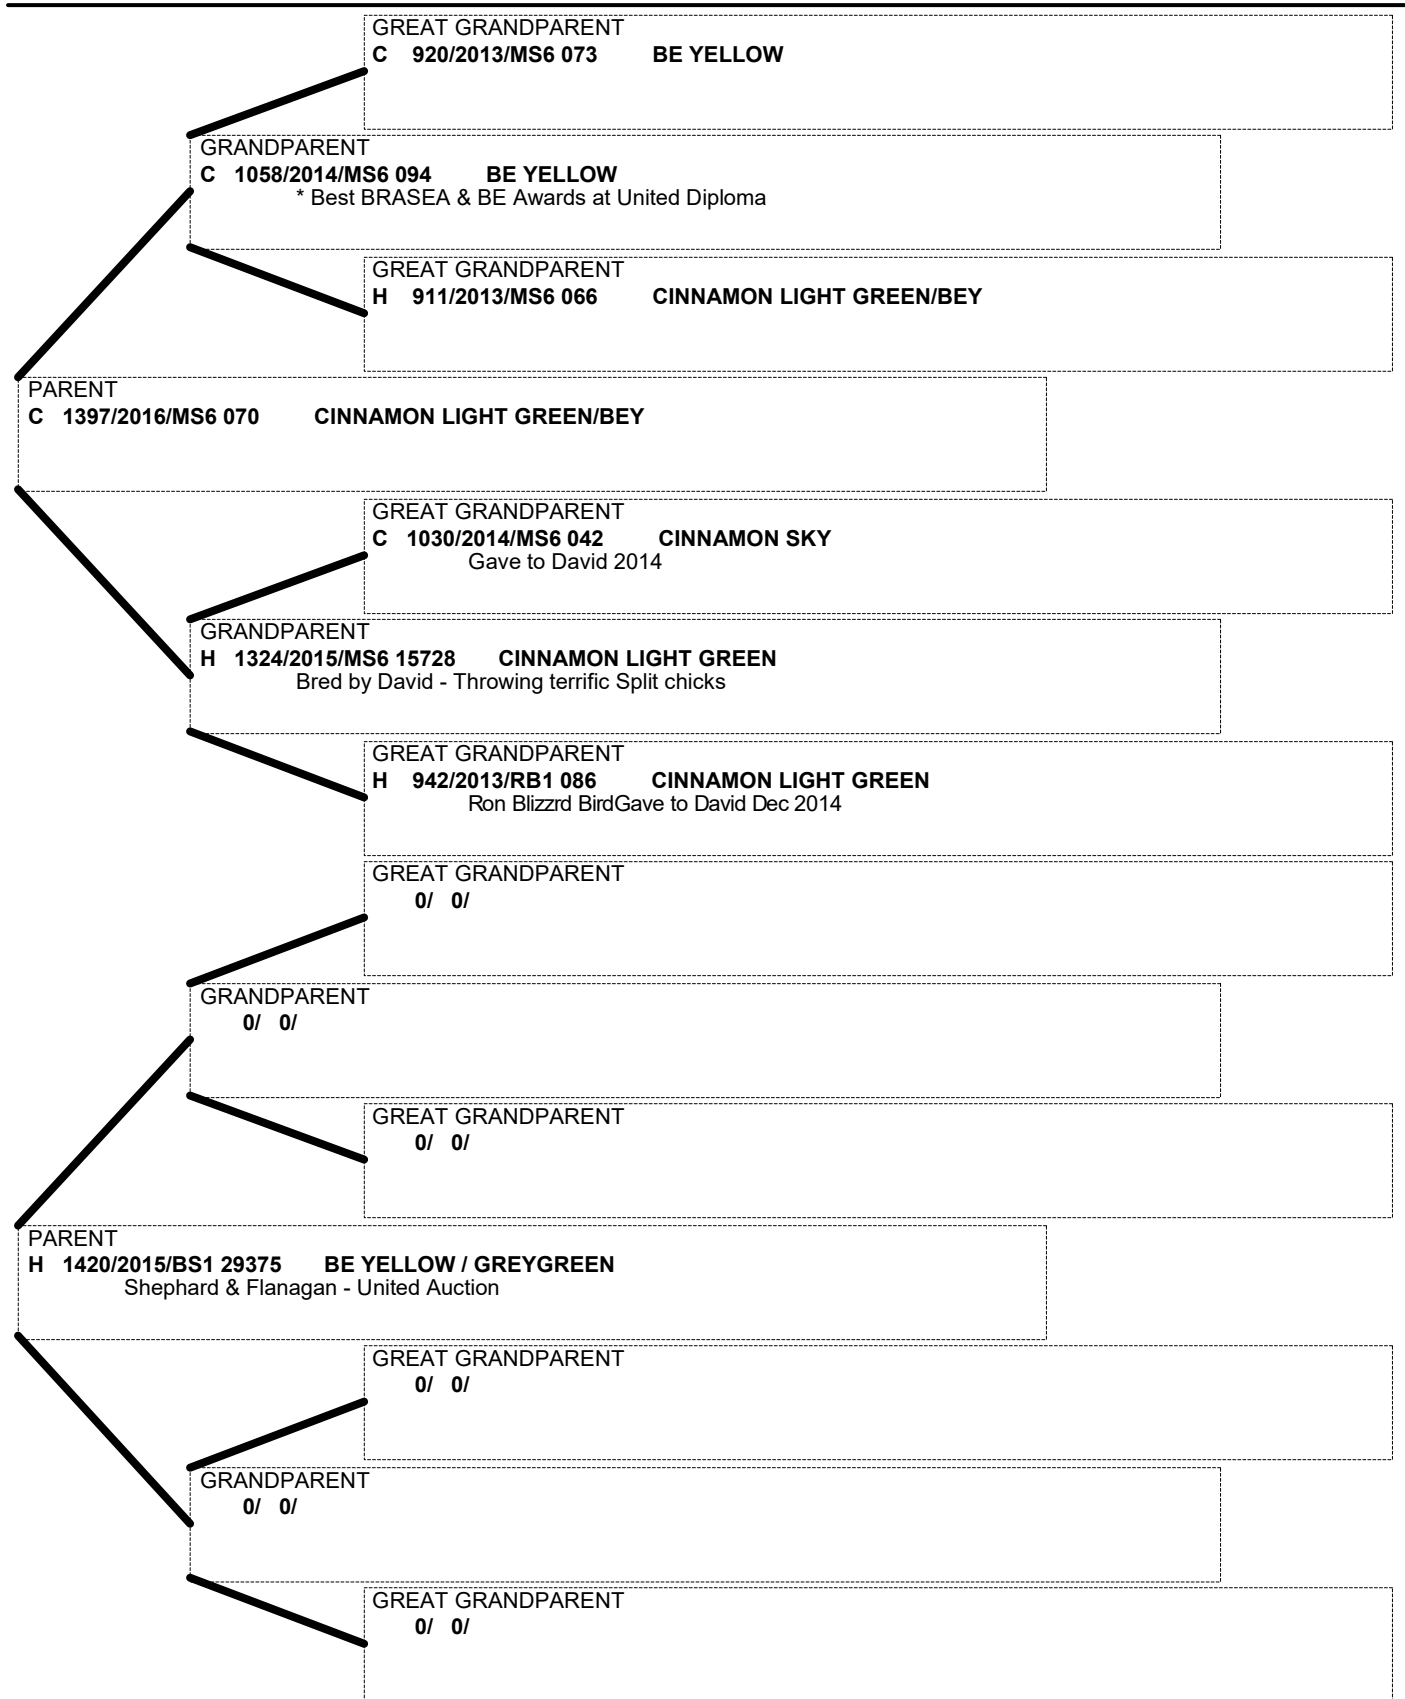 GREAT GRANDPARENT
C 920/2013/MS6 073 BE YELLOW
GRANDPARENT
C 1058/2014/MS6 094 BE YELLOW
* Best BRASEA & BE Awards at United Diploma
GREAT GRANDPARENT
H 911/2013/MS6 066 CINNAMON LIGHT GREEN/BEY
PARENT
C 1397/2016/MS6 070 CINNAMON LIGHT GREEN/BEY
GREAT GRANDPARENT
C 1030/2014/MS6 042 CINNAMON SKY
Gave to David 2014
GRANDPARENT
H 1324/2015/MS6 15728 CINNAMON LIGHT GREEN
Bred by David - Throwing terrific Split chicks
GREAT GRANDPARENT
H 942/2013/RB1 086 CINNAMON LIGHT GREEN
Ron Blizzrd BirdGave to David Dec 2014
GREAT GRANDPARENT
0/ 0/
GRANDPARENT
0/ 0/
GREAT GRANDPARENT
0/ 0/
PARENT
H 1420/2015/BS1 29375 BE YELLOW / GREYGREEN
Shephard & Flanagan - United Auction
GREAT GRANDPARENT
0/ 0/
GRANDPARENT
0/ 0/
GREAT GRANDPARENT
0/ 0/